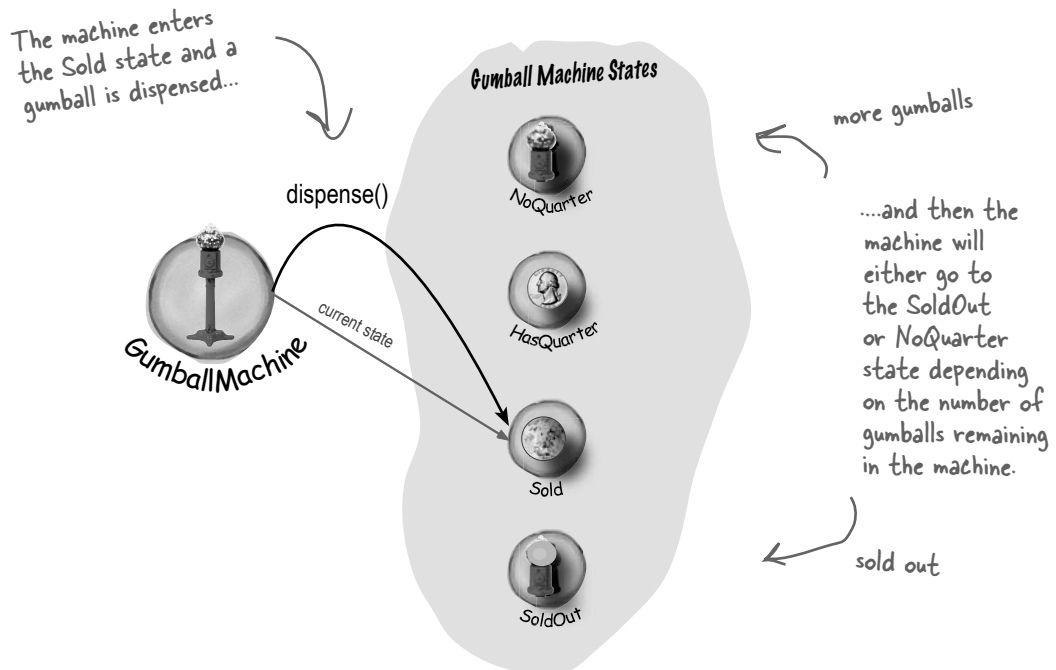 The machine enters
the Sold state and a
gumball is dispensed...
Gumball Machine States
more gumballs
NoQuarter
dispense()
....and then the
machine will
either go to
the SoldOut
or NoQuarter
state depending
on the number of
gumballs remaining
in the machine.
HasQuarter
current state
GumballMachine
Sold
sold out
SoldOut